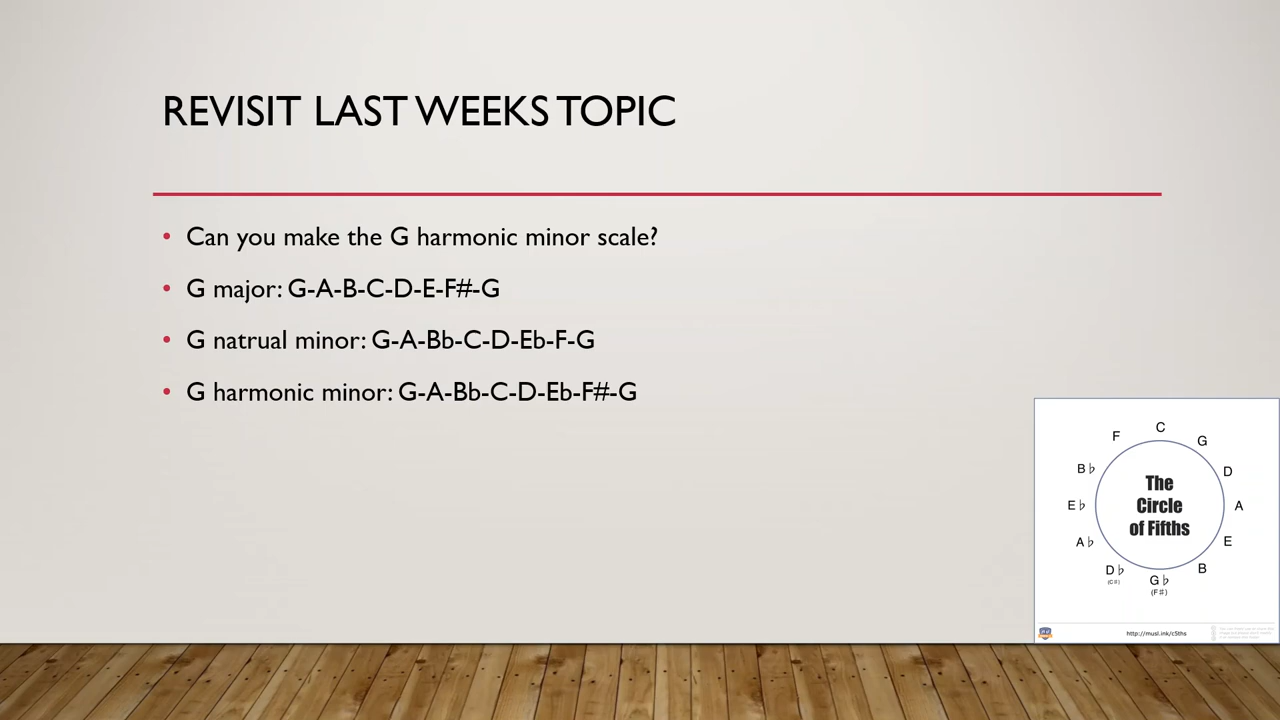 REVISIT LAST WEEKS TOPIC
• Can you make the G harmonic minor scale?
• G major: G-A-B-C-D-E-F#-G
• G natrual minor: G-A-Bb-C-D-Eb-F-G
• G harmonic minor: G-A-Bb-C-D-Eb-F#-G
C
F
G
B♭
D
The
E♭
Circle
A
of Fifths
A♭
E
D♭
B
(C#)
G♭
(F#)
http://musl.ink/c5ths